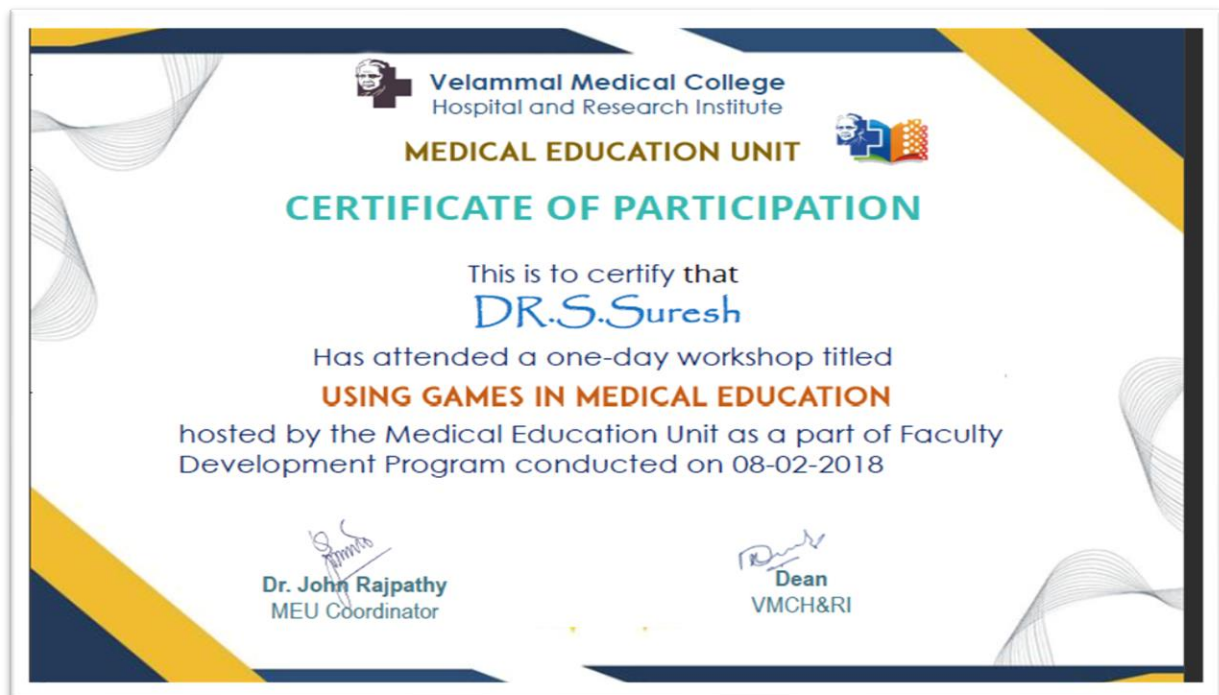 Velammal Medical College
Hospital and Research Institute
MEDICAL EDUCATION UNIT
CERTIFICATE OF PARTICIPATION
This is to certify that
DR.S.Suresh
Has attended a one-day workshop titled
USING GAMES IN MEDICAL EDUCATION
hosted by the Medical Education Unit as a part of Faculty
Development Program conducted on 08-02-2018
Dr. John Rajpathy
MEU Coordinator
Dean
VMCH&RI